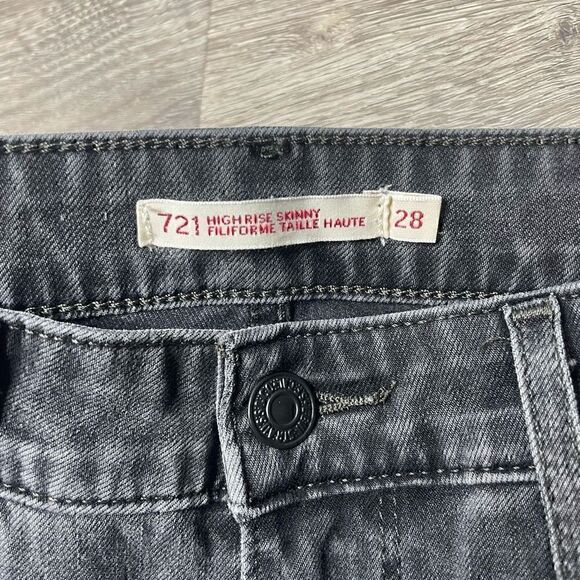 721 HIGH RISE SKINNY
FILIFORME TAILLE HAUTE
28